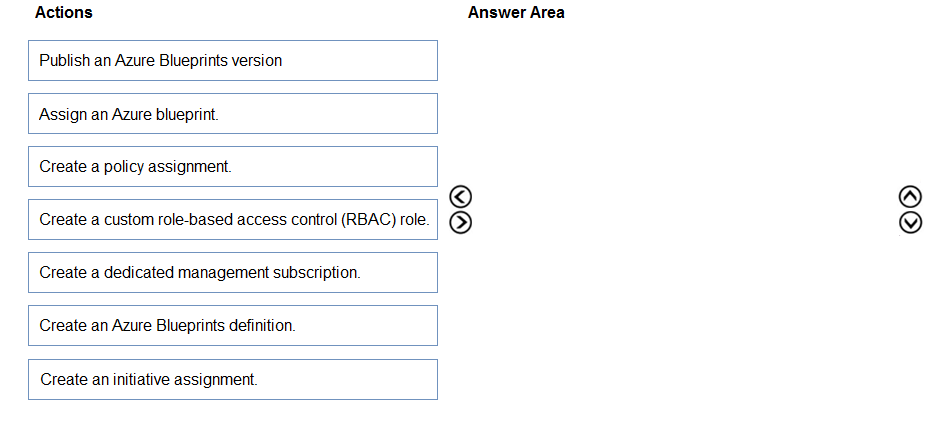 Actions
Answer Area
Publish an Azure Blueprints version
Assign an Azure blueprint.
Create a policy assignment.
Create a custom role-based access control (RBAC) role.
Create a dedicated management subscription.
Create an Azure Blueprints definition.
Create an initiative assignment.